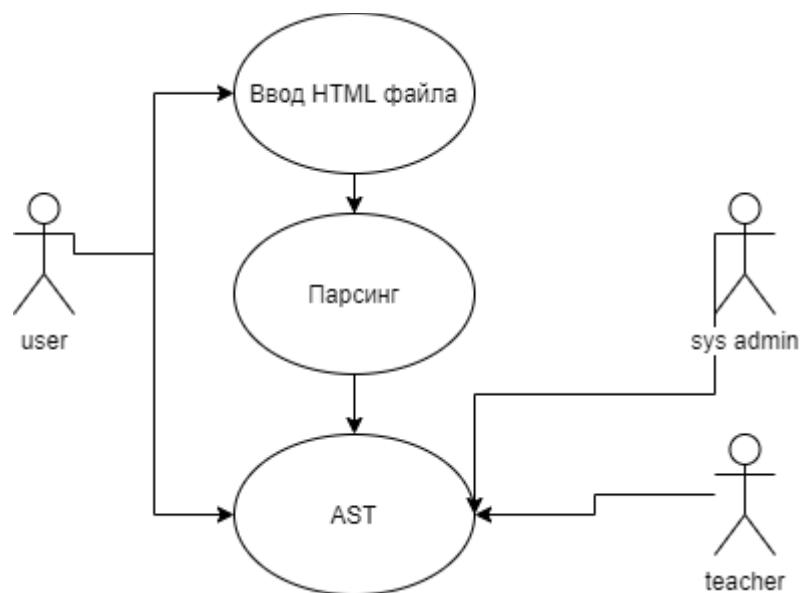 Ввод HTML файла
Парсинг
user
sys admin
AST
teacher